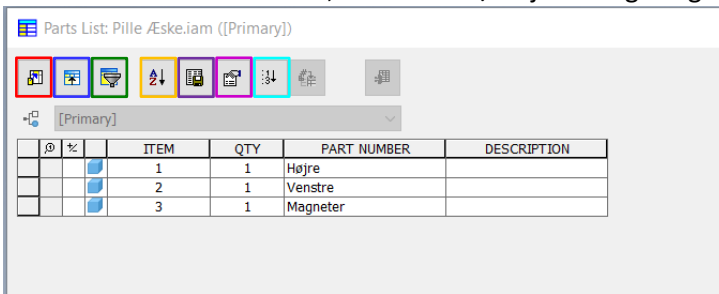 Parts List: Pille Æske.iam ([Primary])
[Primary]
ITEM QTY PART NUMBER DESCRIPTION
1 1 Højre
2 1 Venstre
3 1 Magneter